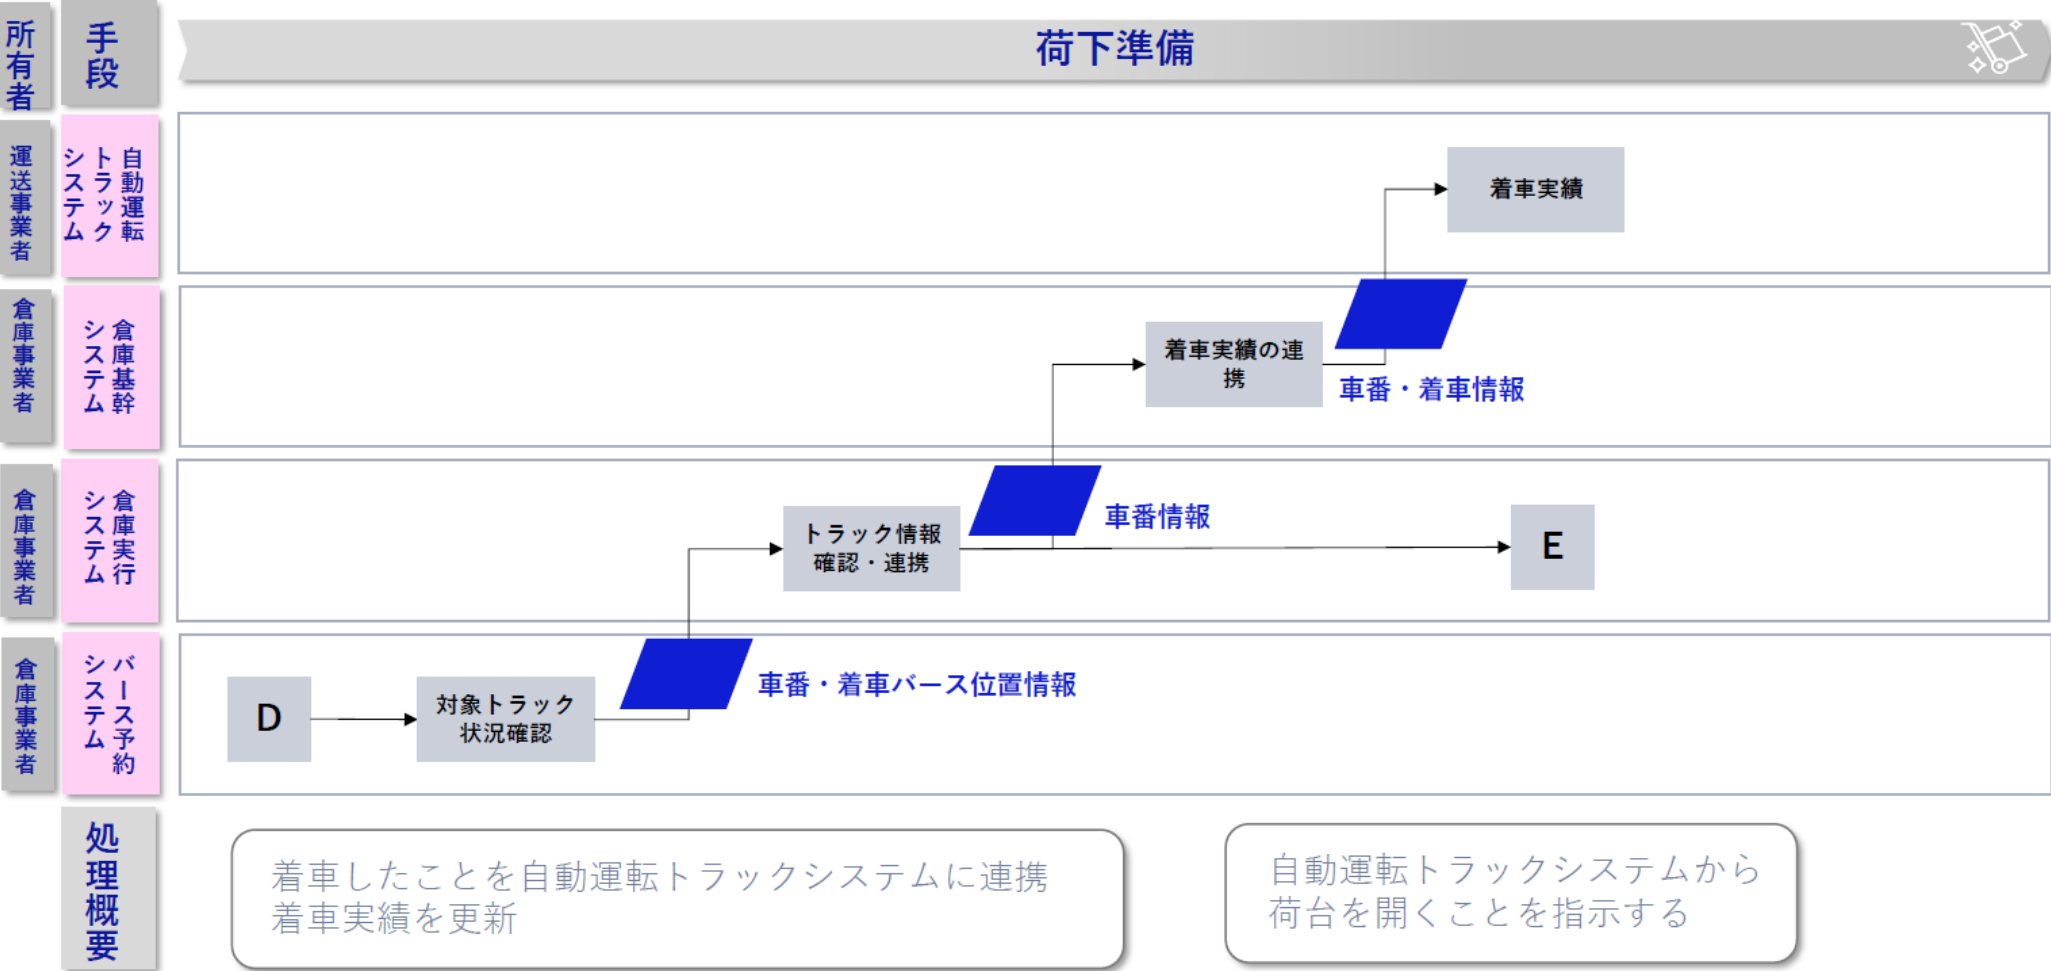 所有者
手段
荷下準備
運送事業者
自動運転
トラック
システム
着車実績
倉庫事業者
倉庫基幹
システム
着車実績の連
携
車番・着車情報
倉庫事業者
倉庫実行
システム
トラック情報
確認・連携
車番情報
E
倉庫事業者
バース予約
システム
D
対象トラック
状況確認
車番・着車バース位置情報
処理概要
着車したことを自動運転トラックシステムに連携
着車実績を更新
自動運転トラックシステムから
荷台を開くことを指示する